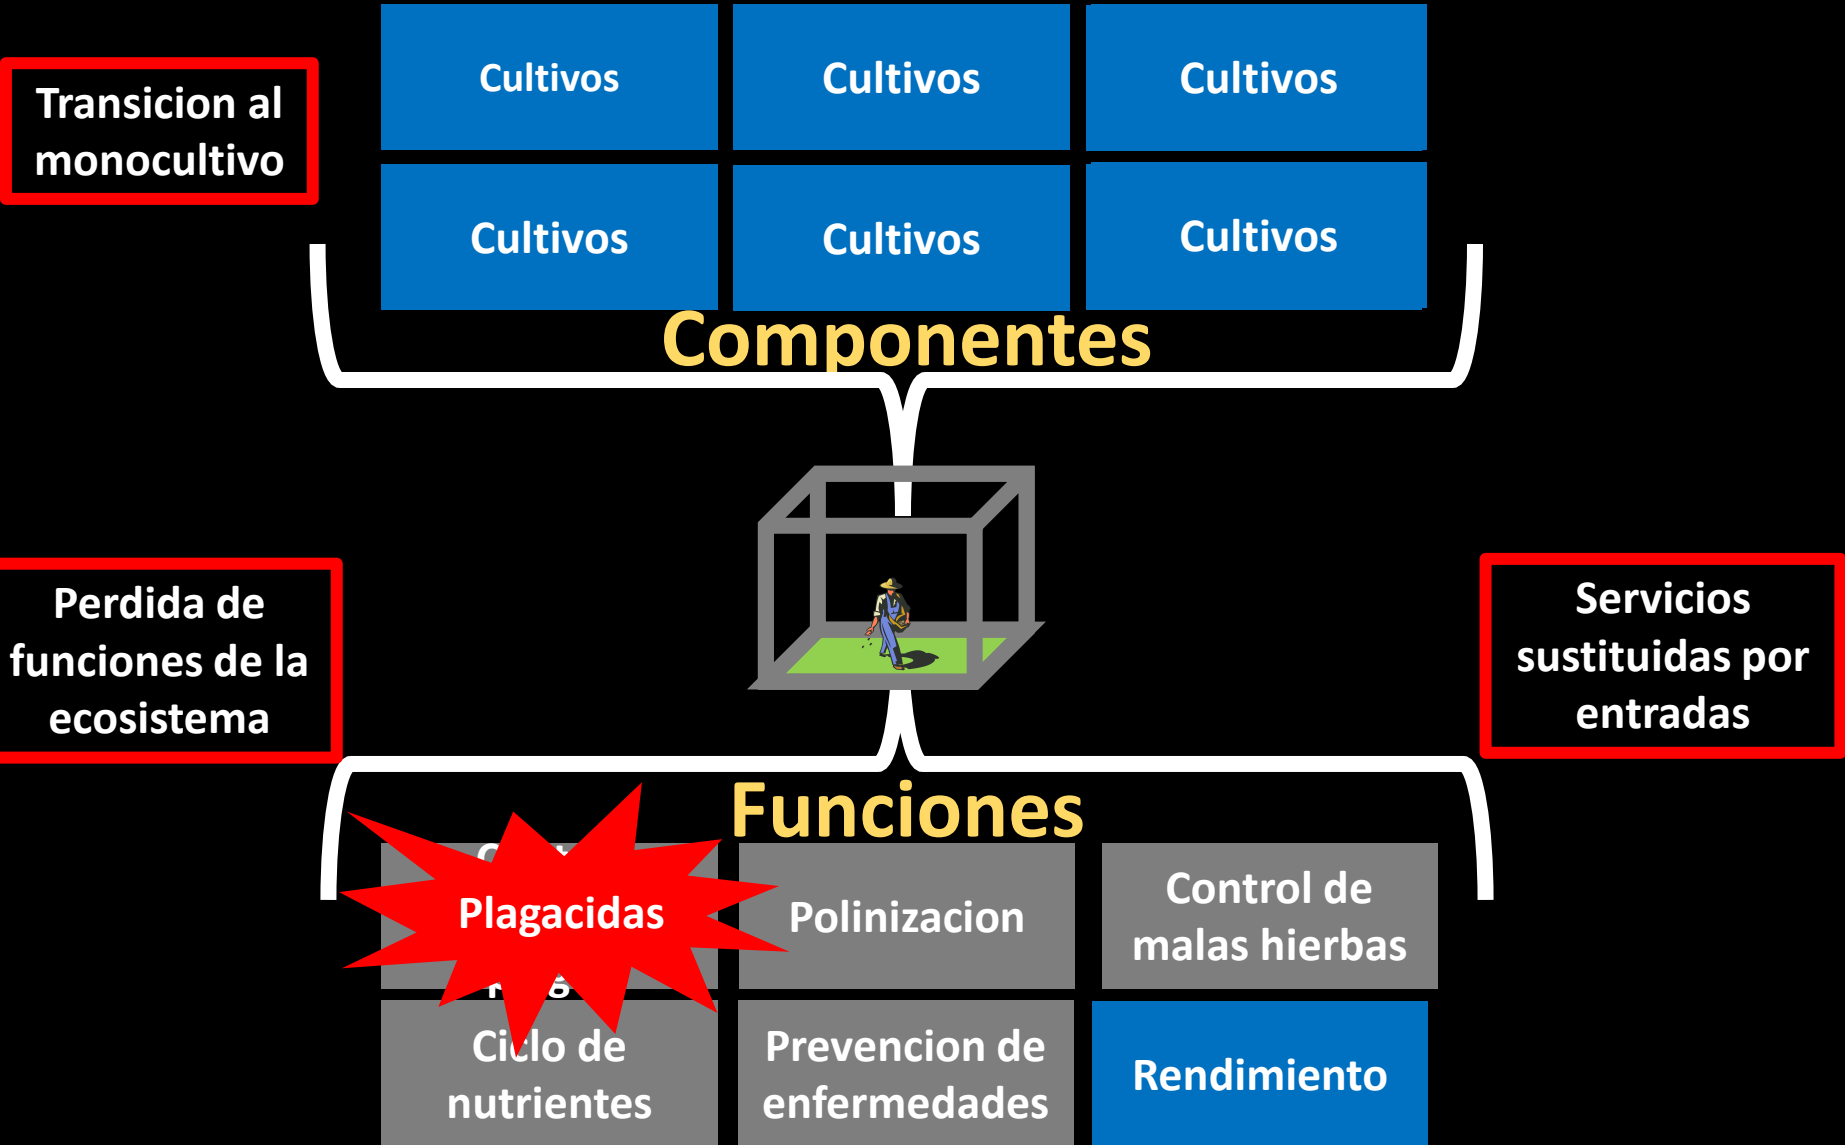 Transicion al
monocultivo
Cultivos
Cultivos
Cultivos
Cultivos
Cultivos
Cultivos
Componentes
Perdida de
funciones de la
ecosistema
Servicios
sustituidas por
entradas
Funciones
Plagacidas
Polinizacion
Control de
malas hierbas
Ciclo de
nutrientes
Prevencion de
enfermedades
Rendimiento